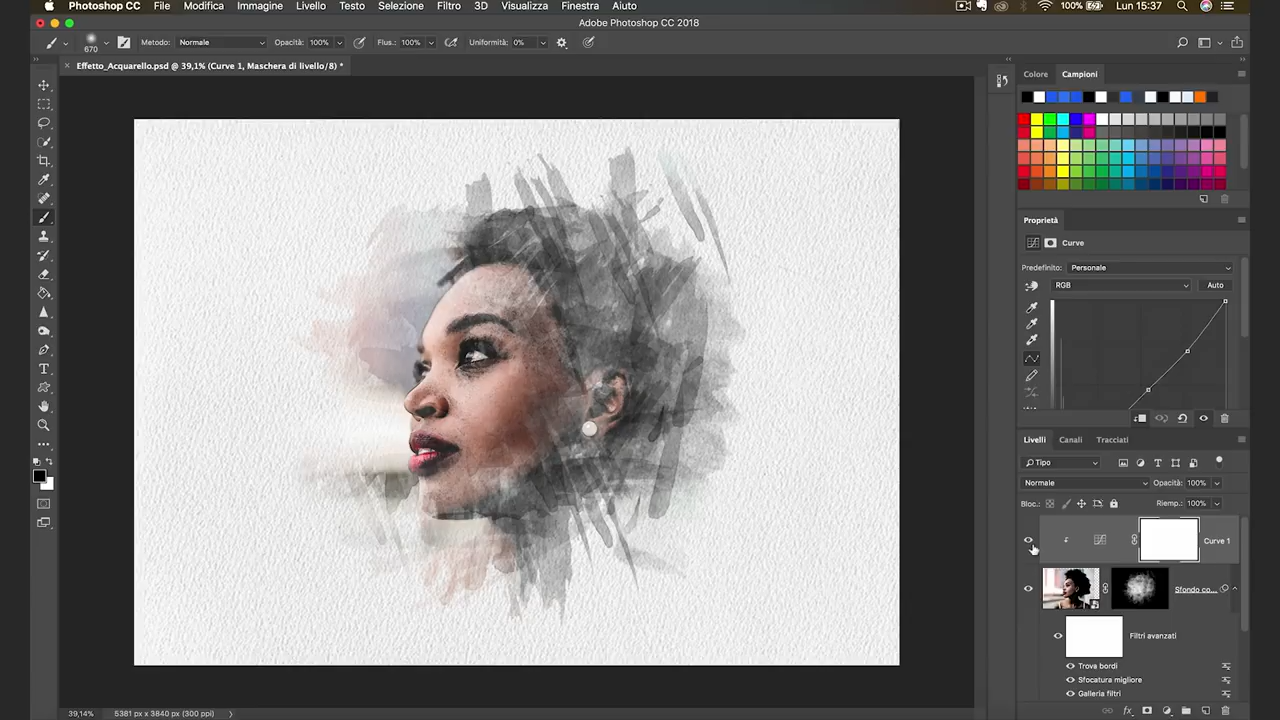 Photoshop CC File Modifica Immagine Livello Testo Selezione Filtro 3D Visualizza Finestra Aiuto 100% Lun 15:37
Adobe Photoshop CC 2018
670 Metodo: Normale Opacità: 100% Flus.: 100% Uniformità: 0%
Effetto_Acquarello.psd @ 39,1% (Curve 1, Maschera di livello/8) *
Colore Campioni
Proprietà
Curve
Predefinito: Personale
RGB Auto
Livelli Canali Tracciati
Tipo
Normale Opacità: 100%
Bloc.: Riemp.: 100%
Curve 1
Sfondo co...
Filtri avanzati
Trova bordi
Sfocatura migliore
Galleria filtri
39,14% 5381 px x 3840 px (300 ppi)